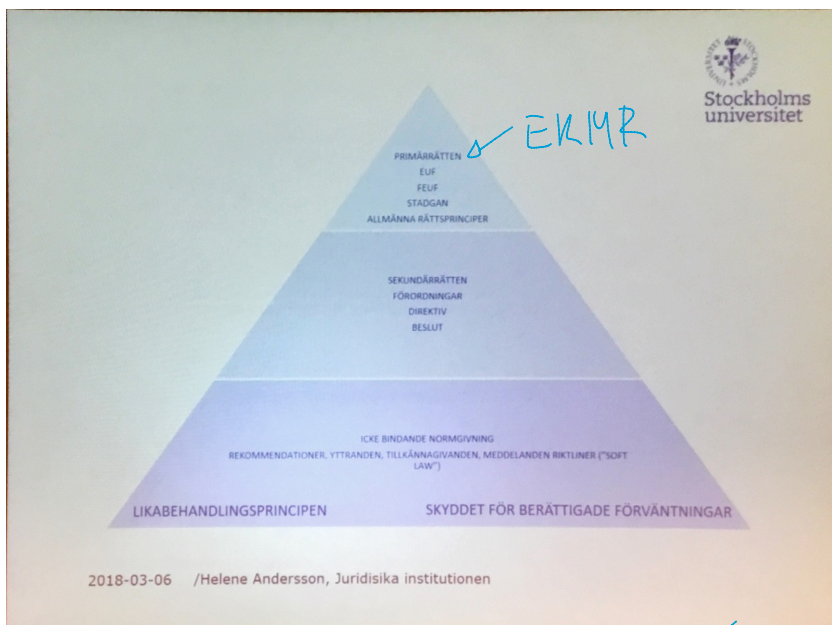 Stockholms
universitet
EKMR
PRIMÄRRÄTTEN
EUF
FEUF
STADGAN
ALLMÄNNA RÄTTSPRINCIPER
SEKUNDÄRRÄTTEN
FÖRORDNINGAR
DIREKTIV
BESLUT
ICKE BINDANDE NORMGIVNING
REKOMMENDATIONER, YTTRANDEN, TILLKÄNNAGIVANDEN, MEDDELANDEN RIKTLINER ("SOFT
LAW")
LIKABEHANDLINGSPRINCIPEN
SKYDDET FÖR BERÄTTIGADE FÖRVÄNTNINGAR
2018-03-06 /Helene Andersson, Juridisika institutionen